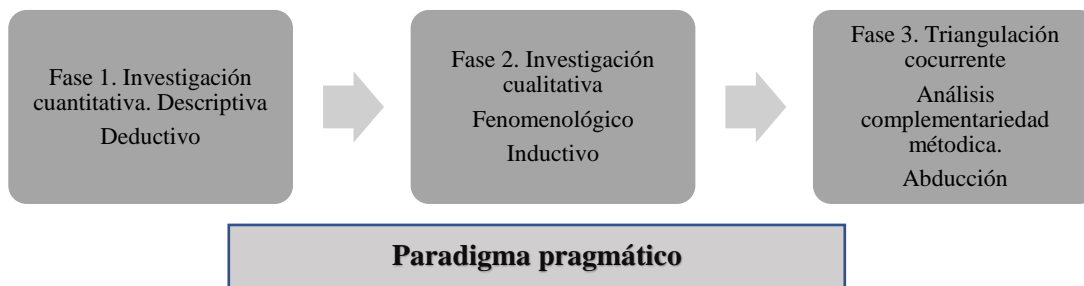 Fase 1. Investigación
cuantitativa. Descriptiva
Deductivo
Fase 2. Investigación
cualitativa
Fenomenológico
Inductivo
Fase 3. Triangulación
cocurrente
Análisis
complementariedad
métodica.
Abducción
Paradigma pragmático